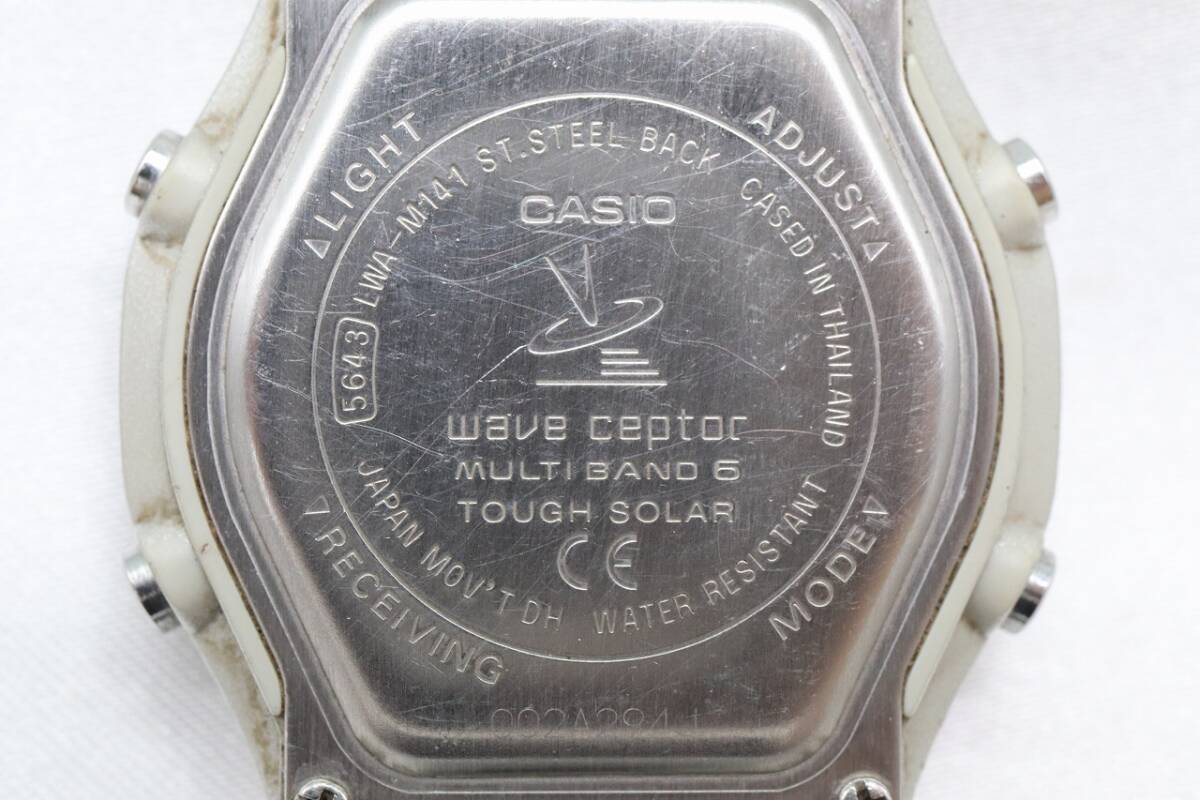 △LIGHT
ADJUST△
5643 LWA-M141 ST.STEEL BACK CASED IN THAILAND
CASIO
wave ceptor
MULTI BAND 6
TOUGH SOLAR
CE
JAPAN MOV'T DH WATER RESISTANT
▽RECEIVING
MODE▽